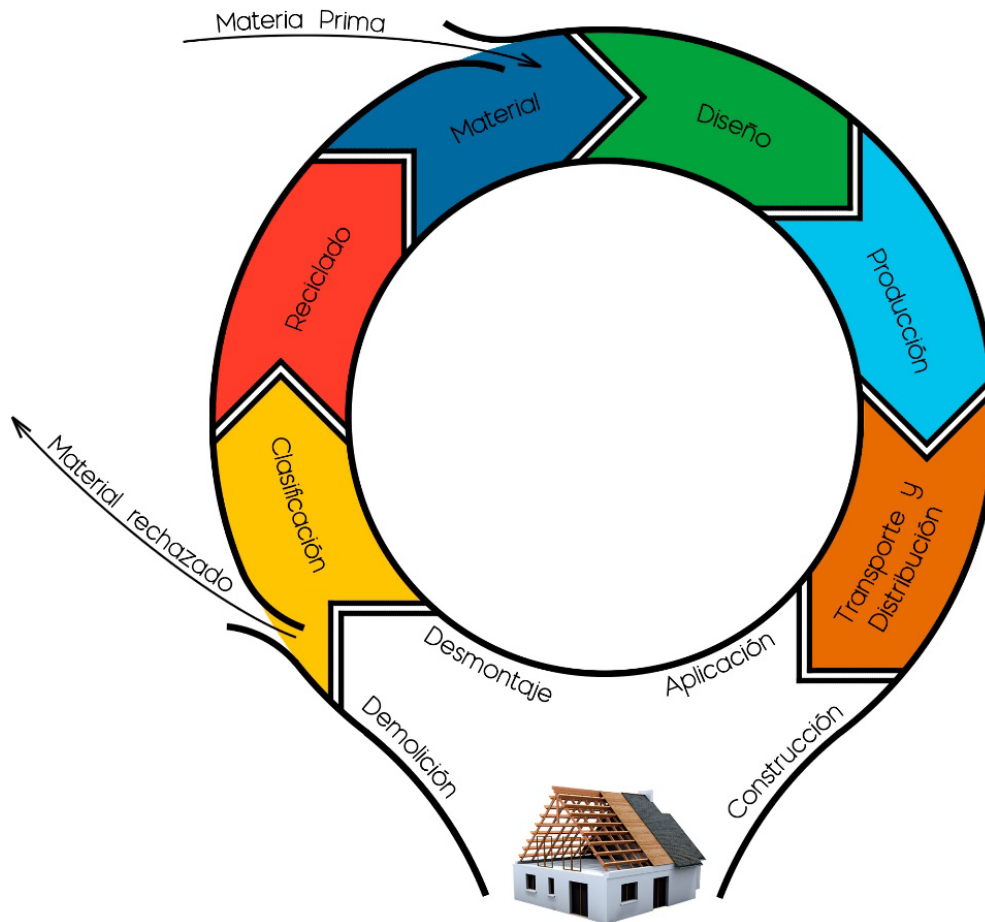 Materia Prima
Material
Diseño
Producción
Transporte y
Distribución
Aplicación
Construcción
Desmontaje
Demolición
Clasificación
Material rechazado
Reciclado